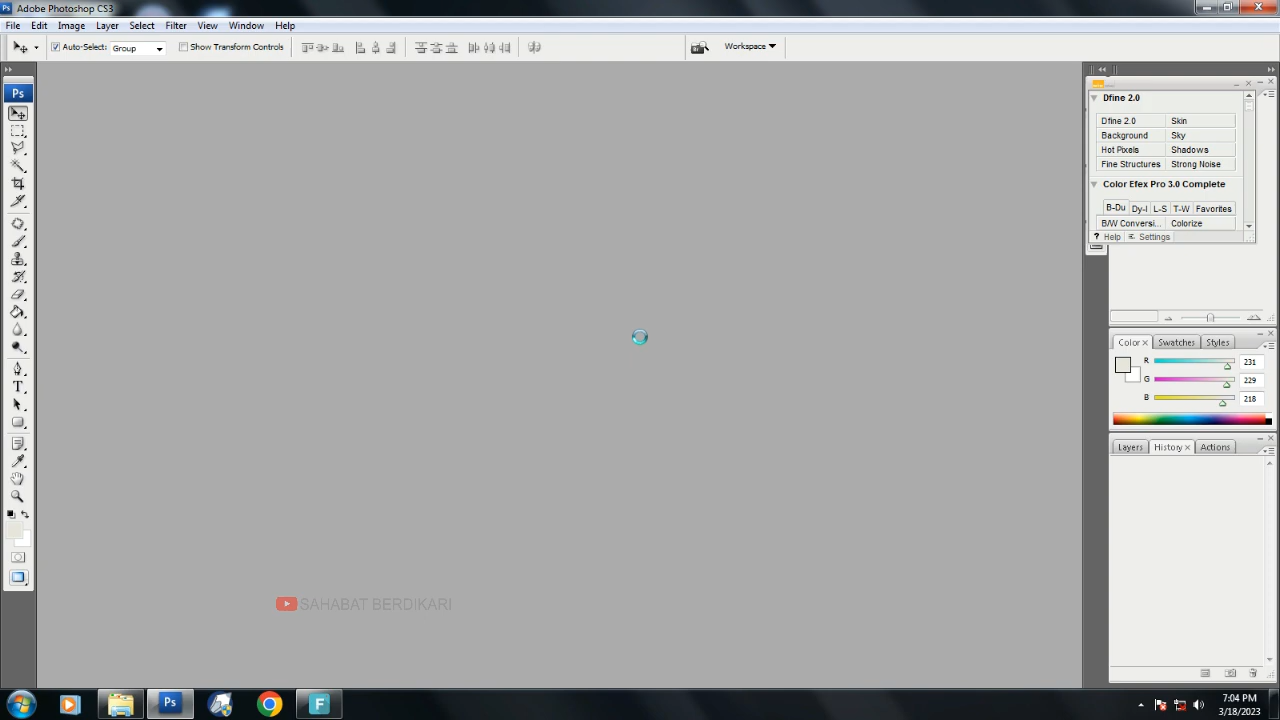 Ps Adobe Photoshop CS3
File Edit Image Layer Select Filter View Window Help
Auto-Select: Group Show Transform Controls Workspace
Ps
Dfine 2.0
Dfine 2.0 Skin
Background Sky
Hot Pixels Shadows
Fine Structures Strong Noise
Color Efex Pro 3.0 Complete
B-Du Dy-I L-S T-W Favorites
B/W Conversi... Colorize
? Help Settings
Color × Swatches Styles
R 231
G 229
B 218
Layers History × Actions
T
SAHABAT BERDIKARI
Ps F
7:04 PM
3/18/2023